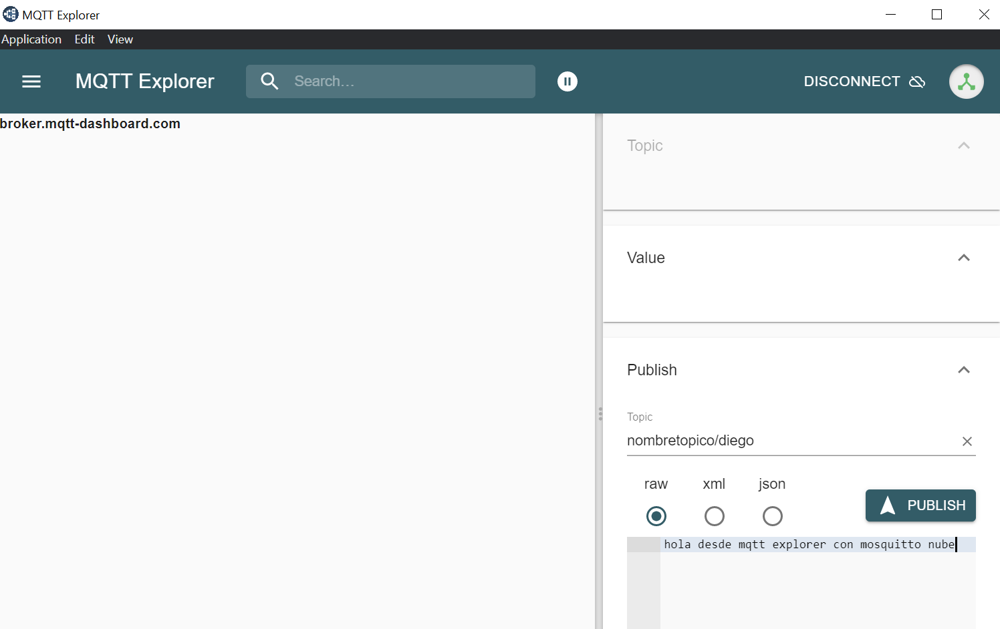 MQTT Explorer
Application Edit View
MQTT Explorer Search... DISCONNECT
broker.mqtt-dashboard.com
Topic
Value
Publish
Topic
nombretopico/diego
raw xml json
PUBLISH
hola desde mqtt explorer con mosquitto nube